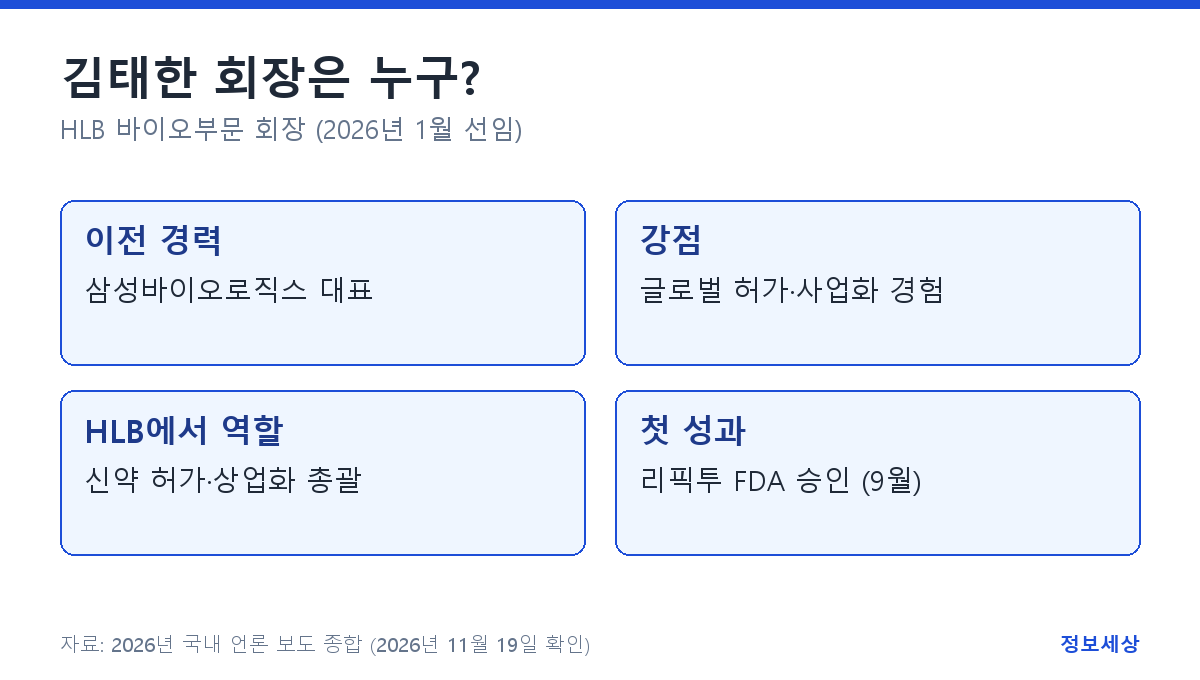 김태한 회장은 누구?
HLB 바이오부문 회장 (2026년 1월 선임)
이전 경력
삼성바이오로직스 대표
강점
글로벌 허가·사업화 경험
HLB에서 역할
신약 허가·상업화 총괄
첫 성과
리픽투 FDA 승인 (9월)
자료: 2026년 국내 언론 보도 종합 (2026년 11월 19일 확인)
정보세상